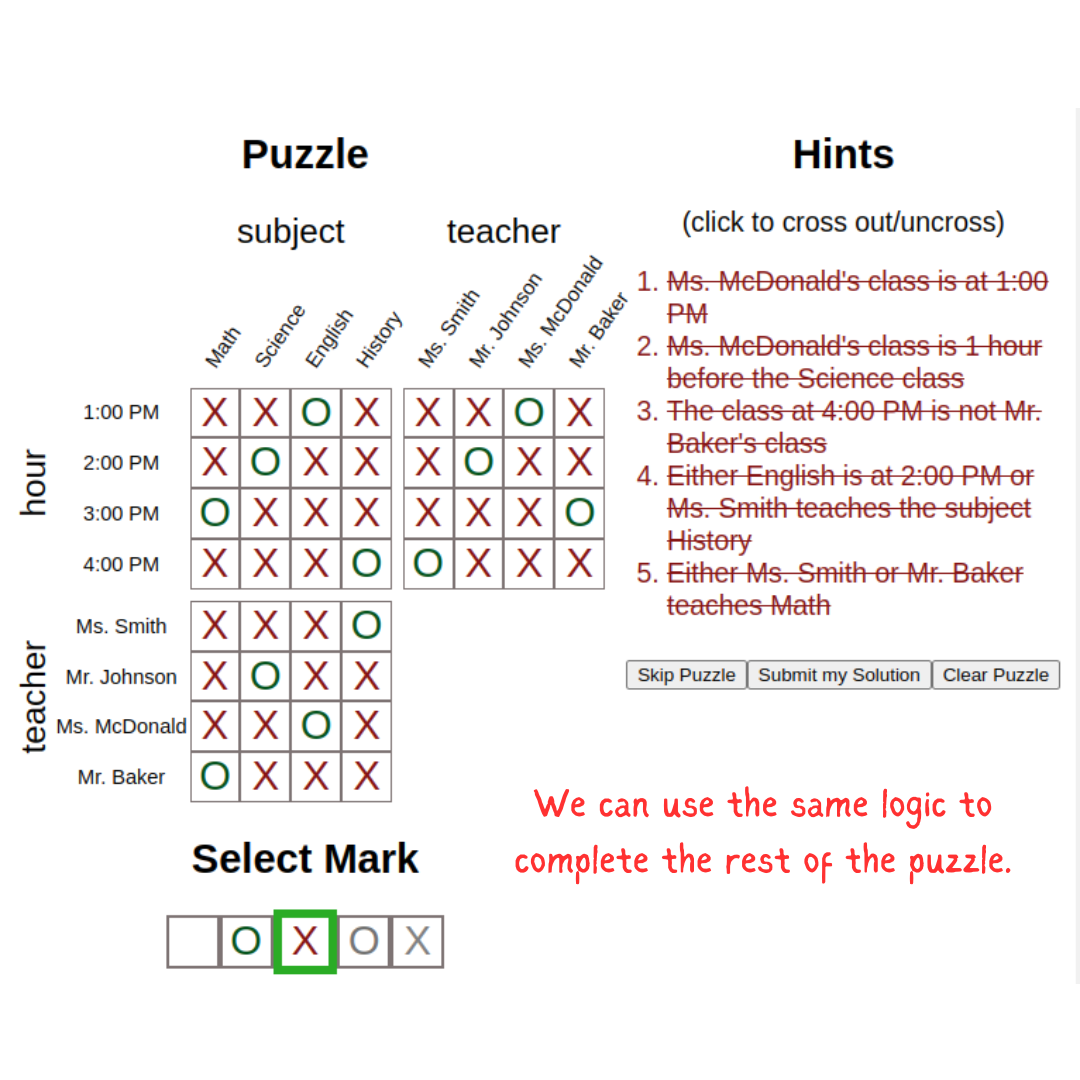 Puzzle
subject
teacher
Math
Science
English
History
Ms. Smith
Mr. Johnson
Ms. McDonald
Mr. Baker
hour
1:00 PM X X O X X X O X
2:00 PM X O X X X O X X
3:00 PM O X X X X X X O
4:00 PM X X X O O X X X
teacher
Ms. Smith X X X O
Mr. Johnson X O X X
Ms. McDonald X X O X
Mr. Baker O X X X
Select Mark
O X O X
Hints
(click to cross out/uncross)
1. Ms. McDonald's class is at 1:00
PM
2. Ms. McDonald's class is 1 hour
before the Science class
3. The class at 4:00 PM is not Mr.
Baker's class
4. Either English is at 2:00 PM or
Ms. Smith teaches the subject
History
5. Either Ms. Smith or Mr. Baker
teaches Math
Skip Puzzle Submit my Solution Clear Puzzle
We can use the same logic to
complete the rest of the puzzle.